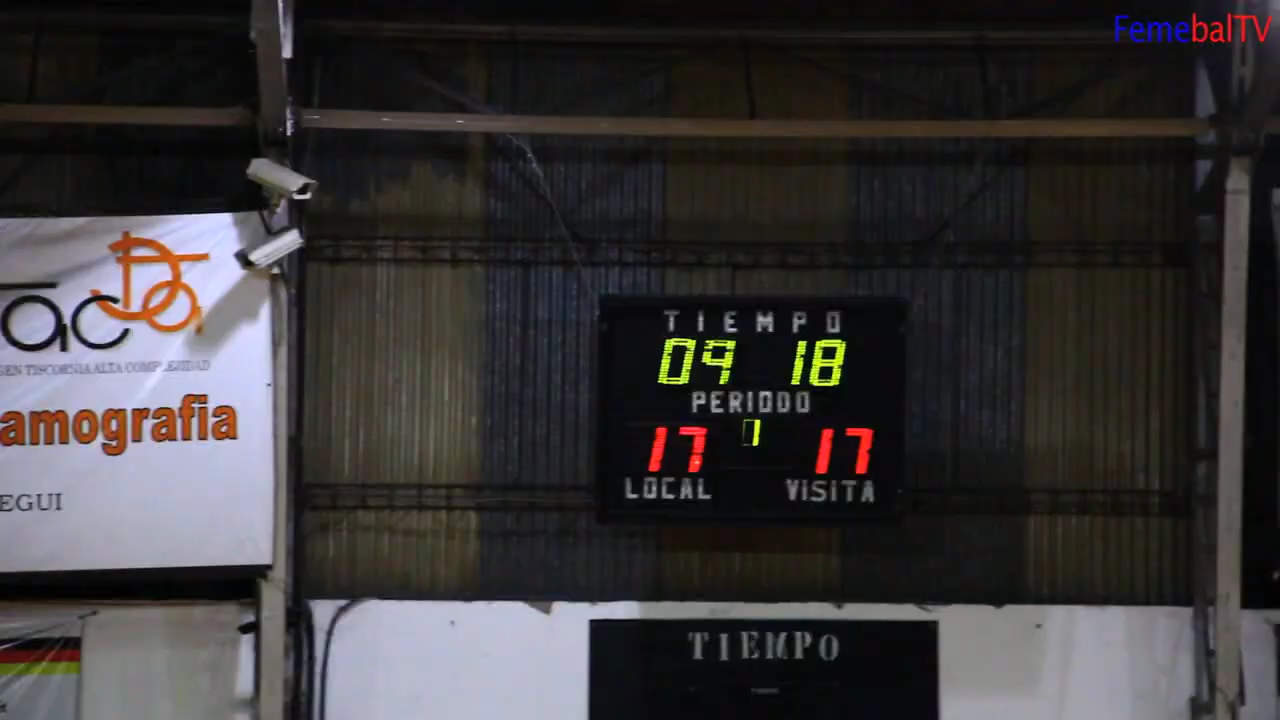 FemebalTV
TIEMPO
09 18
PERIODO
1
17 17
LOCAL VISITA
ac
GEN TISCORNIA ALTA COMPLEJIDAD
amografia
EGUI
TIEMPO